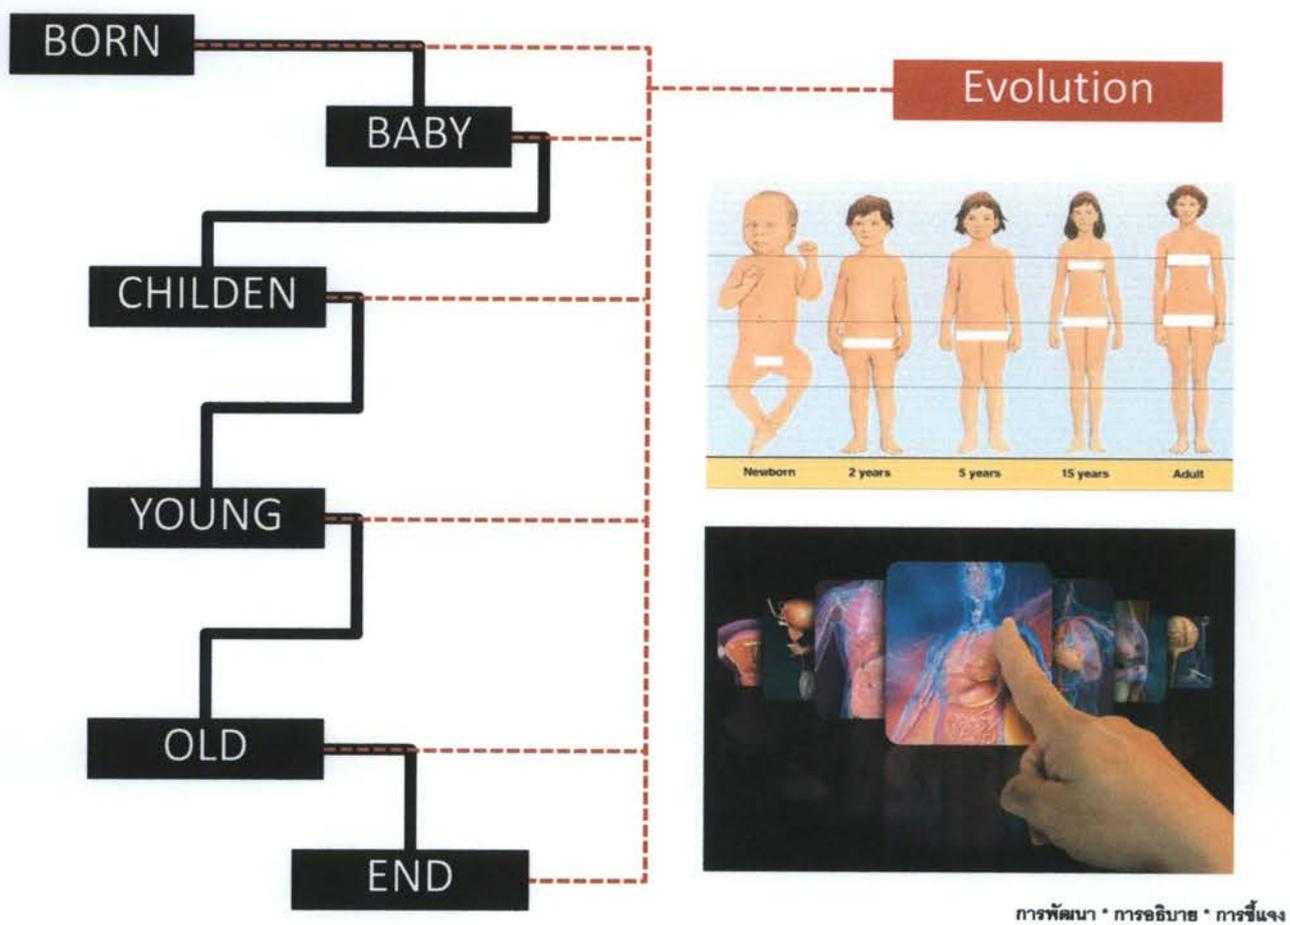 BORN
Evolution
BABY
CHILDEN
YOUNG
OLD
END
Newborn 2 years 5 years 15 years Adult
การพัฒนา * การอธิบาย * การชี้แจง